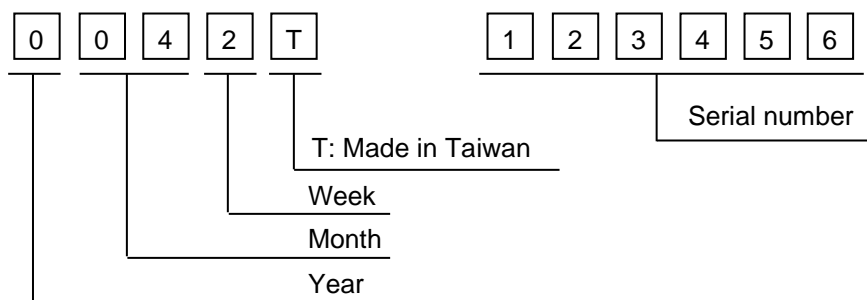 0 0 4 2 T 1 2 3 4 5 6
Serial number
T: Made in Taiwan
Week
Month
Year